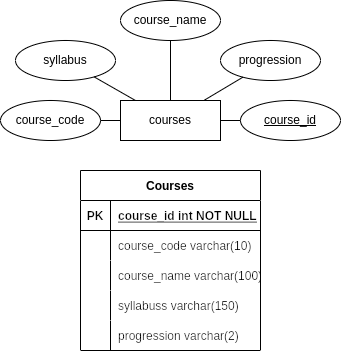 course_name
syllabus
progression
course_code
courses
course_id
Courses
PK course_id int NOT NULL
course_code varchar(10)
course_name varchar(100)
syllabuss varchar(150)
progression varchar(2)